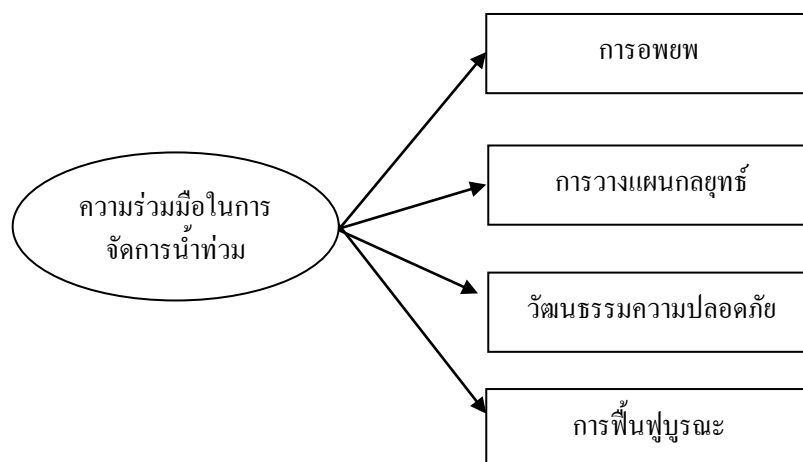 การอพยพ
การวางแผนกลยุทธ์
ความร่วมมือในการ
จัดการน้ำท่วม
วัฒนธรรมความปลอดภัย
การฟื้นฟูบูรณะ